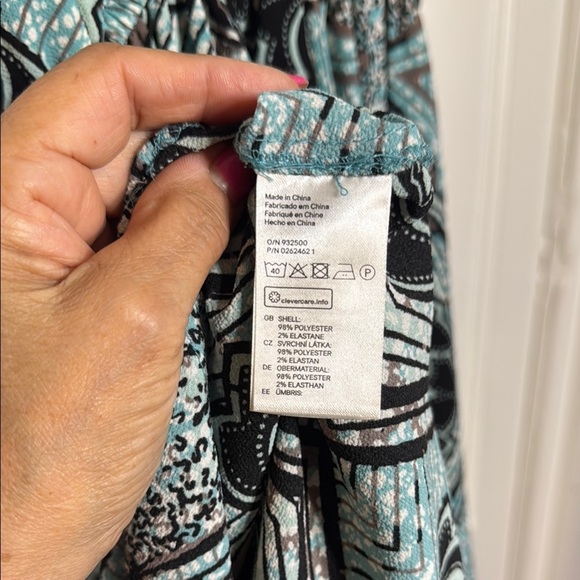 Made in China
Fabricado em China
Fabriqué en Chine
Hecho en China
O/N 932500
P/N 02624621
40 P
clevercare.info
GB SHELL:
98% POLYESTER
2% ELASTANE
CZ SVRCHNÍ LÁTKA:
98% POLYESTER
2% ELASTAN
DE OBERMATERIAL:
98% POLYESTER
2% ELASTHAN
EE ÜMBRIS: